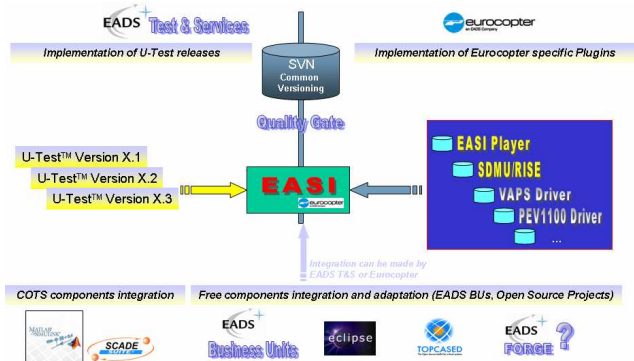 EADS Test & Services
eurocopter
an EADS Company
Implementation of U-Test releases
Implementation of Eurocopter specific Plugins
SVN
Common
Versioning
Quality Gate
U-Test™ Version X.1
U-Test™ Version X.2
U-Test™ Version X.3
EASI
eurocopter
EASI Player
SDMU/RISE
VAPS Driver
PEV1100 Driver
...
Integration can be made by
EADS T&S or Eurocopter
COTS components integration
Free components integration and adaptation (EADS BUs, Open Source Projects)
MATLAB
SIMULINK
SCADE
SUITE
EADS
Business Units
eclipse
TOPCASED
EADS
FORGE ?